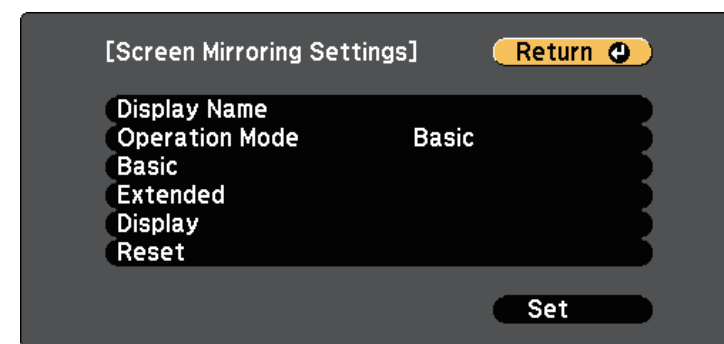 [Screen Mirroring Settings] Return
Display Name
Operation Mode Basic
Basic
Extended
Display
Reset
Set